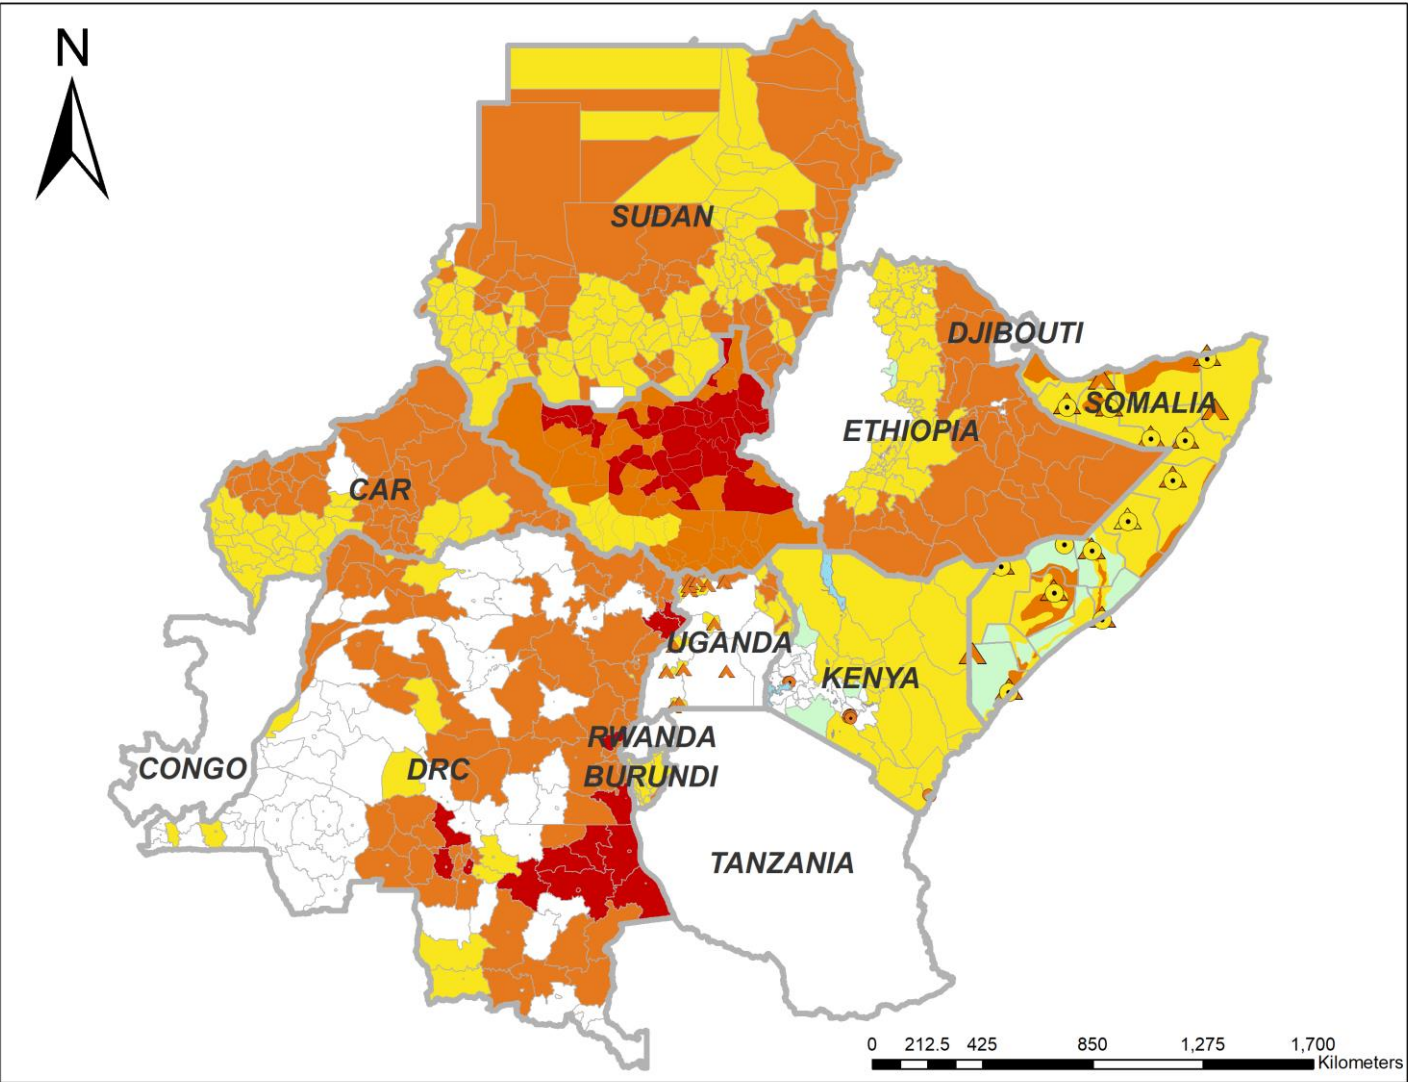 N
SUDAN
DJIBOUTI
SOMALIA
ETHIOPIA
CAR
UGANDA
KENYA
RWANDA
CONGO
DRC
BURUNDI
TANZANIA
0 212.5 425 850 1,275 1,700
Kilometers